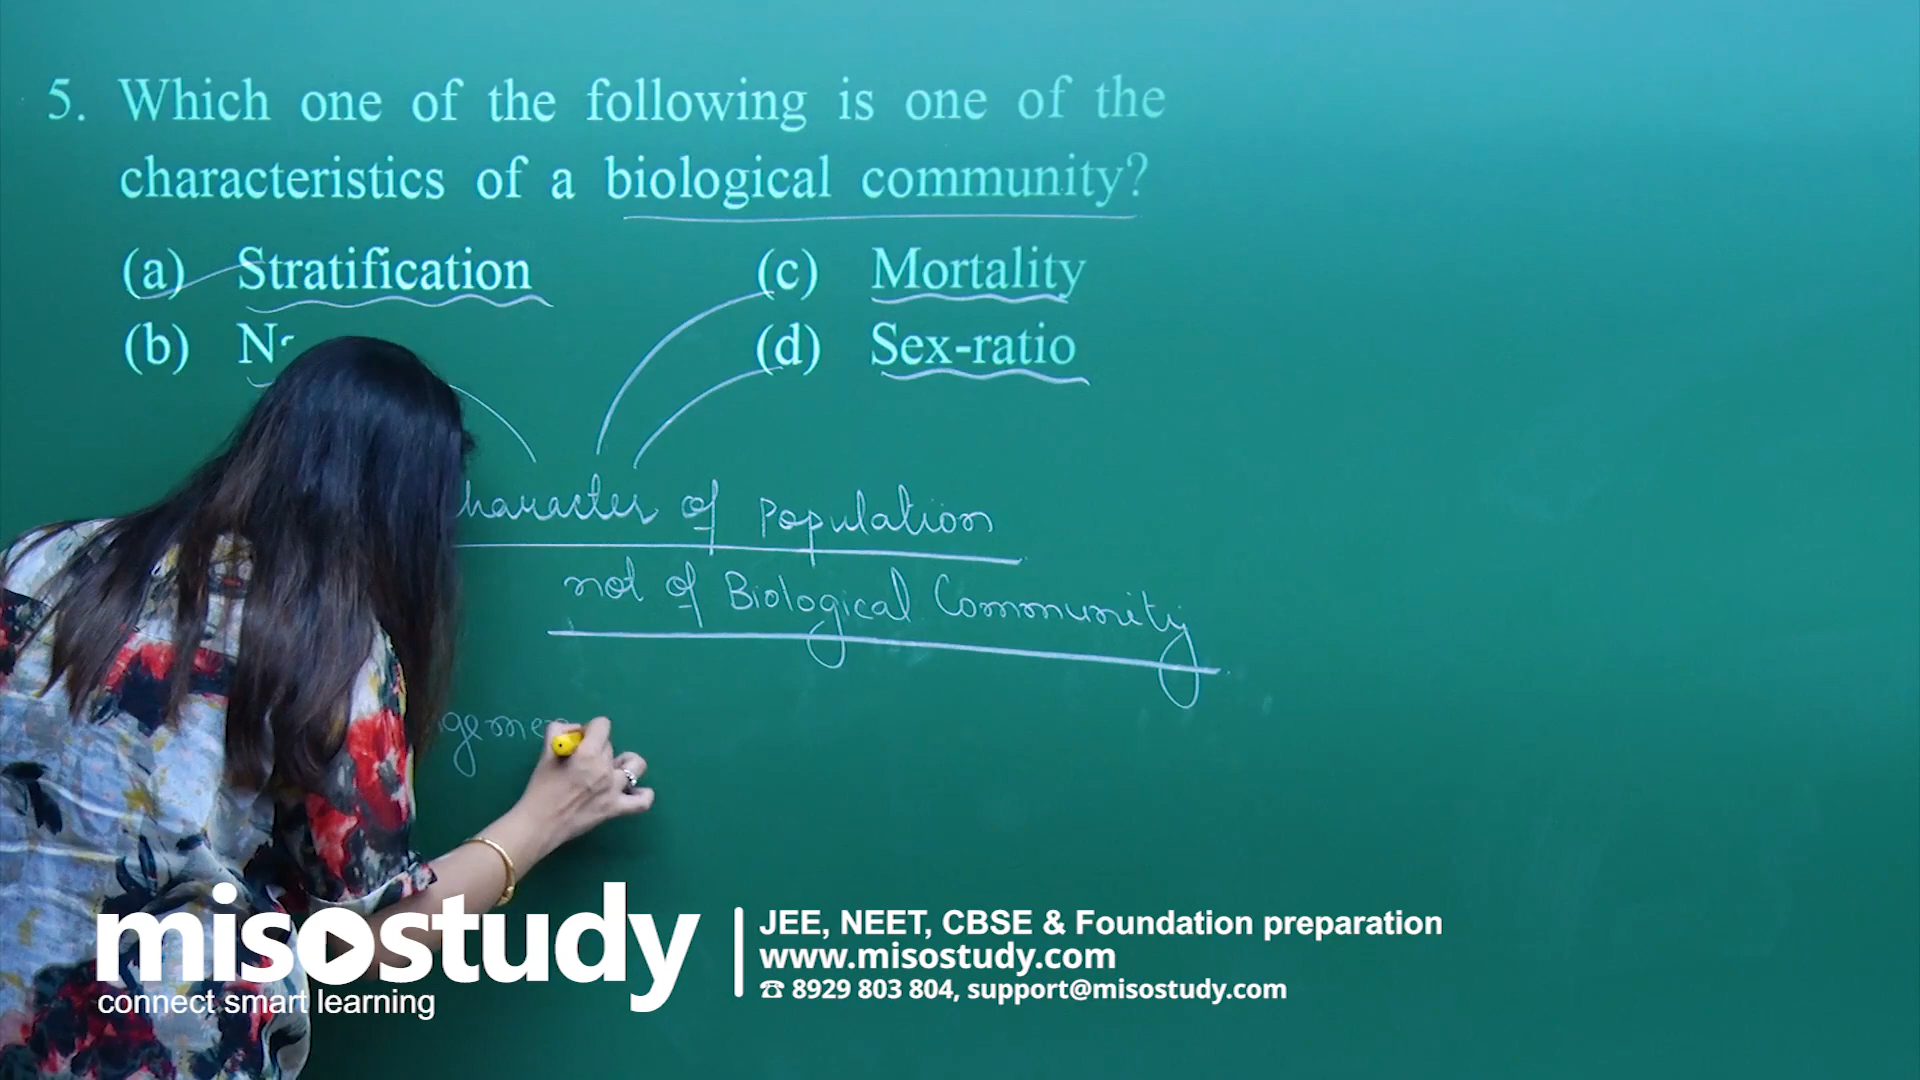 5. Which one of the following is one of the
characteristics of a biological community?
(a) Stratification
(c) Mortality
(b)
(d) Sex-ratio
of Population
not of Biological Community
misostudy
connect smart learning
JEE, NEET, CBSE & Foundation preparation
www.misostudy.com
☎ 8929 803 804, support@misostudy.com